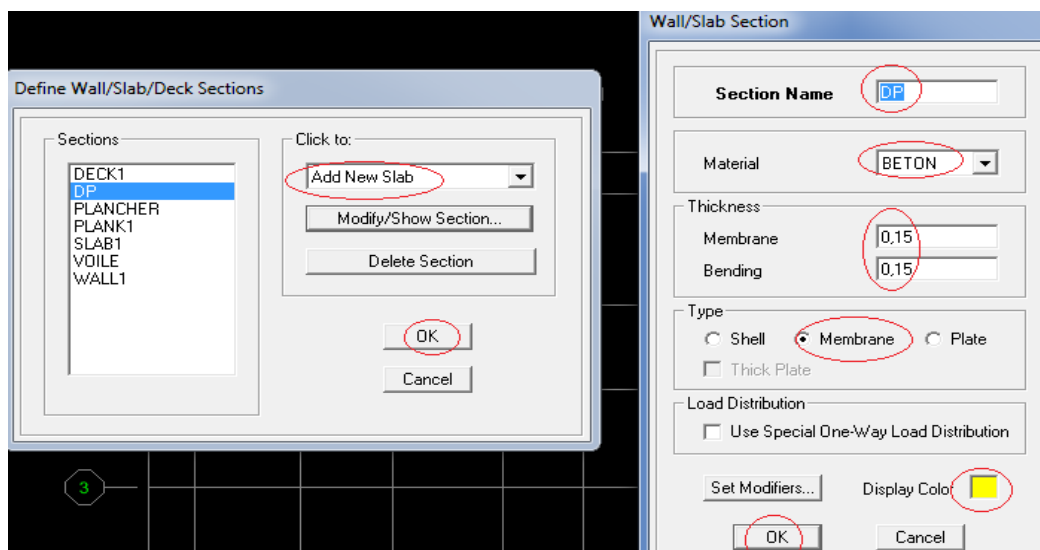 Define Wall/Slab/Deck Sections
Sections
DECK1
DP
PLANCHER
PLANK1
SLAB1
VOILE
WALL1
Click to:
Add New Slab
Modify/Show Section...
Delete Section
OK
Cancel
3
Wall/Slab Section
Section Name DP
Material BETON
Thickness
Membrane 0,15
Bending 0,15
Type
Shell Membrane Plate
Thick Plate
Load Distribution
Use Special One-Way Load Distribution
Set Modifiers... Display Color
OK Cancel